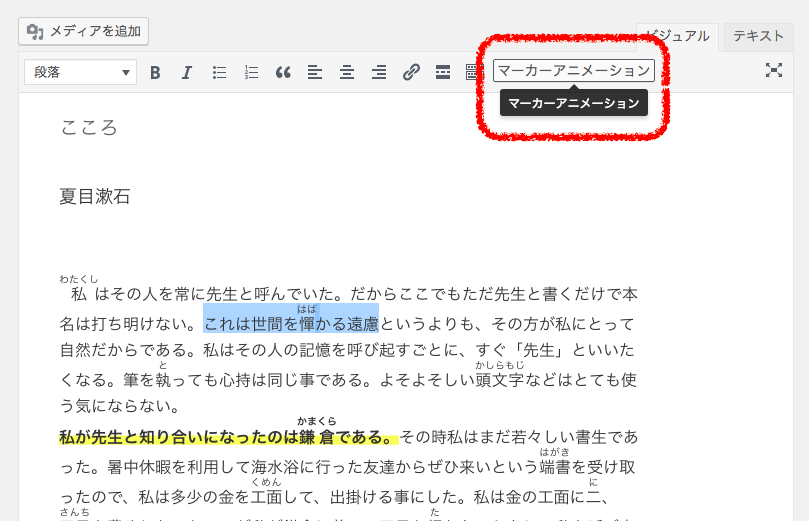 メディアを追加
ビジュアル
テキスト
段落
B I
マーカーアニメーション
マーカーアニメーション
こころ
夏目漱石
わたくし
私 はその人を常に先生と呼んでいた。だからここでもただ先生と書くだけで本
はば
名は打ち明けない。これは世間を憚かる遠慮というよりも、その方が私にとって
自然だからである。私はその人の記憶を呼び起すごとに、すぐ「先生」といいた
と かしらもじ
くなる。筆を執っても心持は同じ事である。よそよそしい頭文字などはとても使
う気にならない。
かまくら
私が先生と知り合いになったのは鎌倉である。その時私はまだ若々しい書生であ
はがき
った。暑中休暇を利用して海水浴に行った友達からぜひ来いという端書を受け取
くめん に
ったので、私は多少の金を工面して、出掛ける事にした。私は金の工面に二、
さんち た